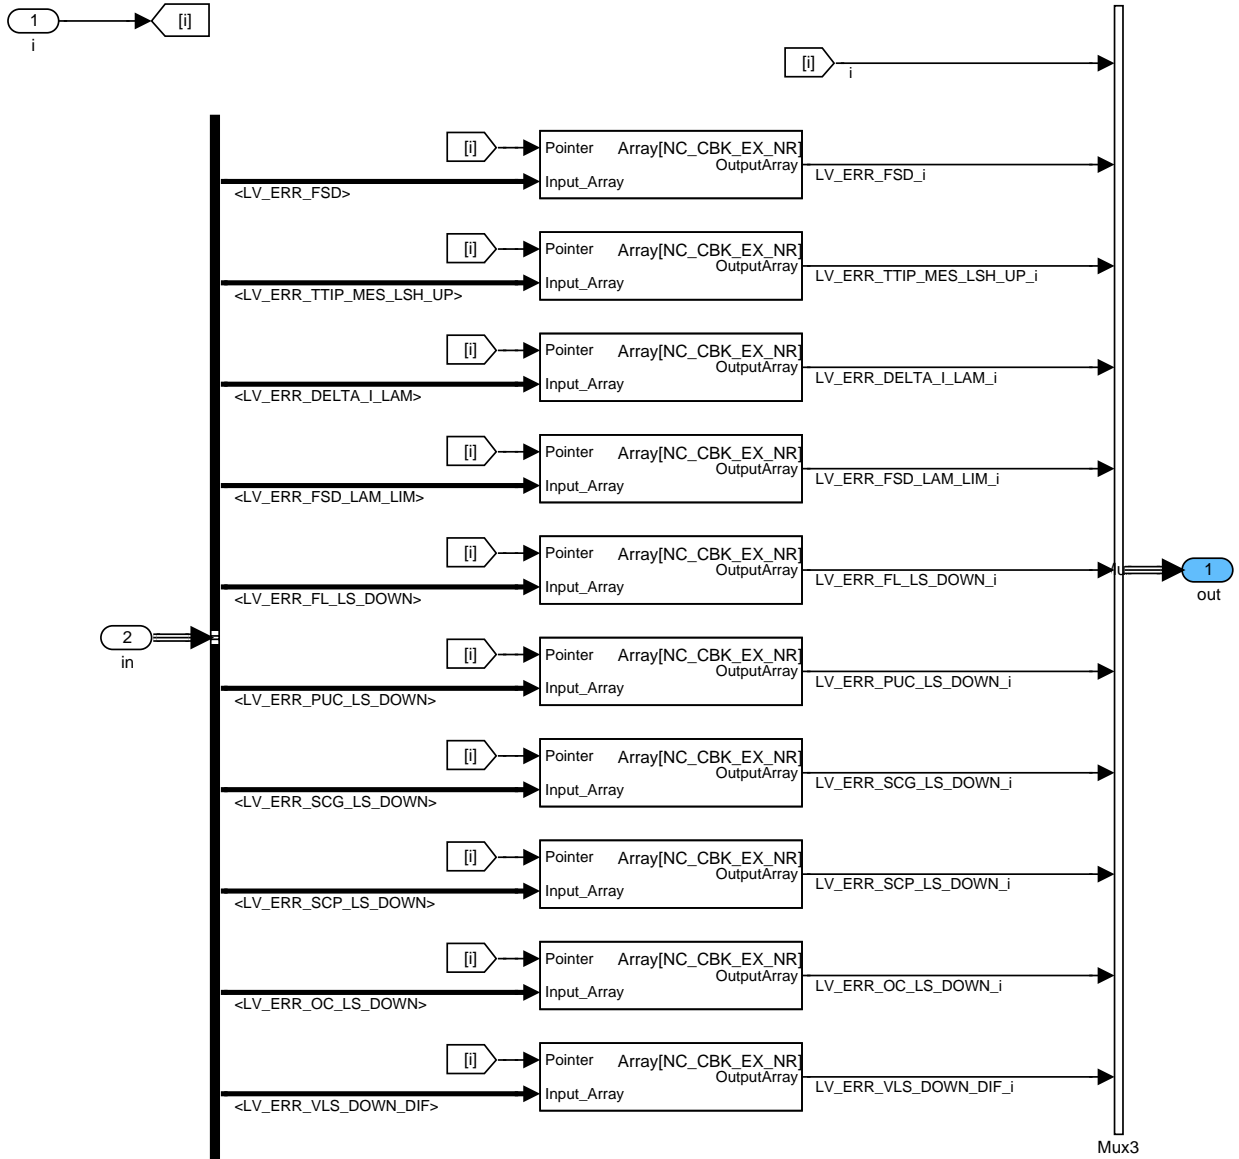 1
[i]
i
[i]
i
[i]
Pointer Array[NC_CBK_EX_NR]
OutputArray
Input_Array
<LV_ERR_FSD>
LV_ERR_FSD_i
[i]
Pointer Array[NC_CBK_EX_NR]
OutputArray
Input_Array
<LV_ERR_TTIP_MES_LSH_UP>
LV_ERR_TTIP_MES_LSH_UP_i
[i]
Pointer Array[NC_CBK_EX_NR]
OutputArray
Input_Array
<LV_ERR_DELTA_I_LAM>
LV_ERR_DELTA_I_LAM_i
[i]
Pointer Array[NC_CBK_EX_NR]
OutputArray
Input_Array
<LV_ERR_FSD_LAM_LIM>
LV_ERR_FSD_LAM_LIM_i
[i]
Pointer Array[NC_CBK_EX_NR]
OutputArray
Input_Array
<LV_ERR_FL_LS_DOWN>
LV_ERR_FL_LS_DOWN_i
1
out
2
in
[i]
Pointer Array[NC_CBK_EX_NR]
OutputArray
Input_Array
<LV_ERR_PUC_LS_DOWN>
LV_ERR_PUC_LS_DOWN_i
[i]
Pointer Array[NC_CBK_EX_NR]
OutputArray
Input_Array
<LV_ERR_SCG_LS_DOWN>
LV_ERR_SCG_LS_DOWN_i
[i]
Pointer Array[NC_CBK_EX_NR]
OutputArray
Input_Array
<LV_ERR_SCP_LS_DOWN>
LV_ERR_SCP_LS_DOWN_i
[i]
Pointer Array[NC_CBK_EX_NR]
OutputArray
Input_Array
<LV_ERR_OC_LS_DOWN>
LV_ERR_OC_LS_DOWN_i
[i]
Pointer Array[NC_CBK_EX_NR]
OutputArray
Input_Array
<LV_ERR_VLS_DOWN_DIF>
LV_ERR_VLS_DOWN_DIF_i
Mux3